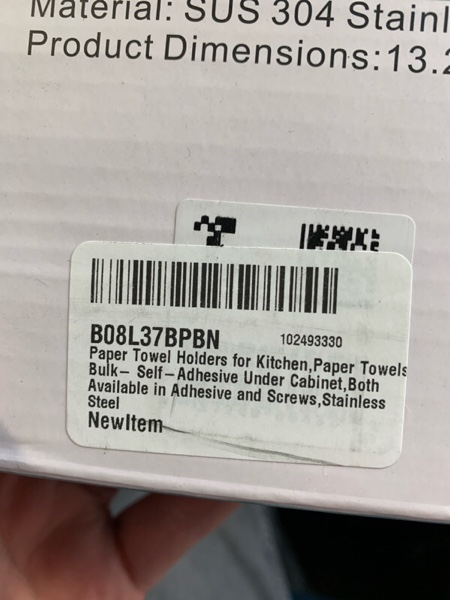 Material: SUS 304 Stainl
Product Dimensions:13.2
B08L37BPBN 102493330
Paper Towel Holders for Kitchen,Paper Towels
Bulk- Self-Adhesive Under Cabinet,Both
Available in Adhesive and Screws,Stainless
Steel
NewItem